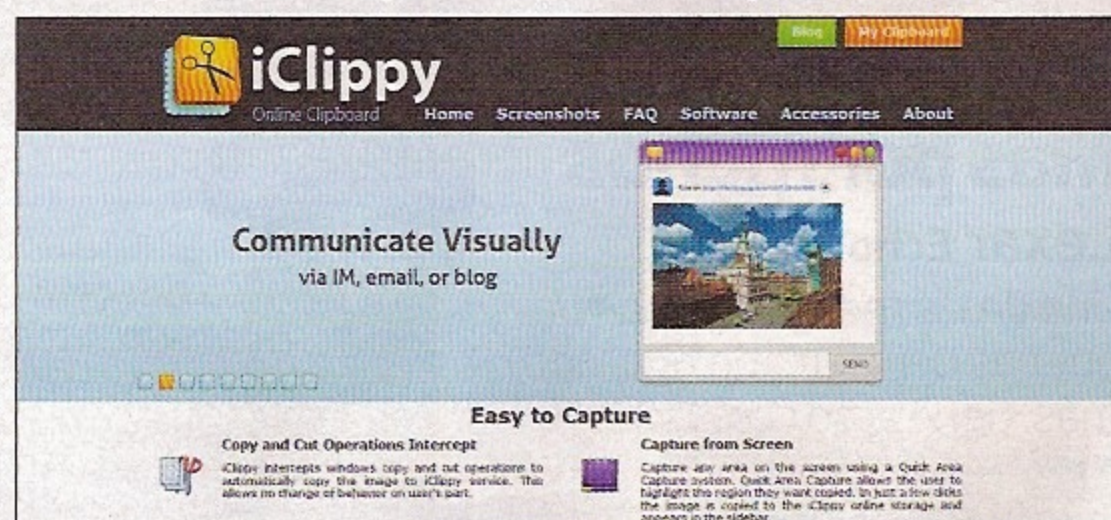 Blog My Clipboard
iClippy
Online Clipboard
Home Screenshots FAQ Software Accessories About
Communicate Visually
via IM, email, or blog
SEND
Easy to Capture
Copy and Cut Operations Intercept
iClippy intercepts windows copy and cut operations to
automatically copy the image to iClippy service. This
allows no change of behavior on user's part.
Capture from Screen
Capture any area on the screen using a Quick Area
Capture system. Quick Area Capture allows the user to
highlight the region they want copied. In just a few clicks
the image is copied to the iClippy online storage and
appears in the sidebar.